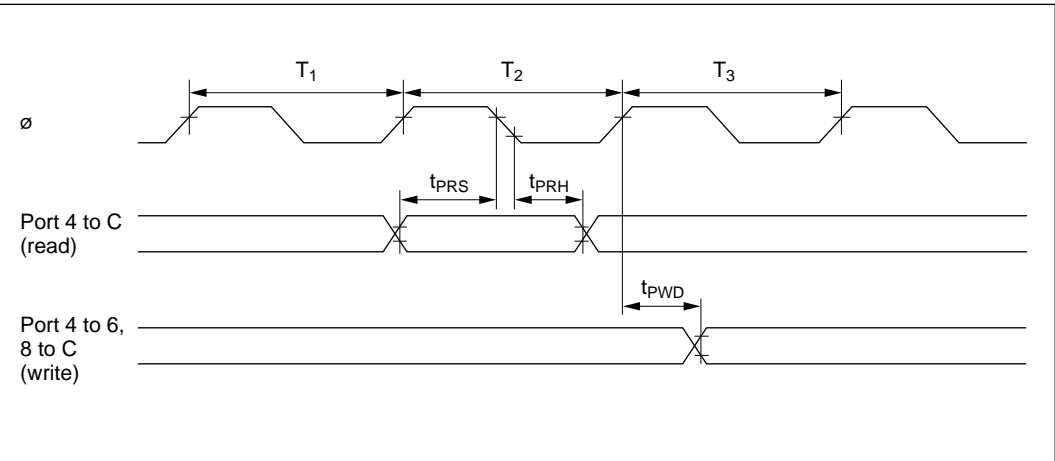 T1 T2 T3
ø
tPRS tPRH
Port 4 to C
(read)
tPWD
Port 4 to 6,
8 to C
(write)